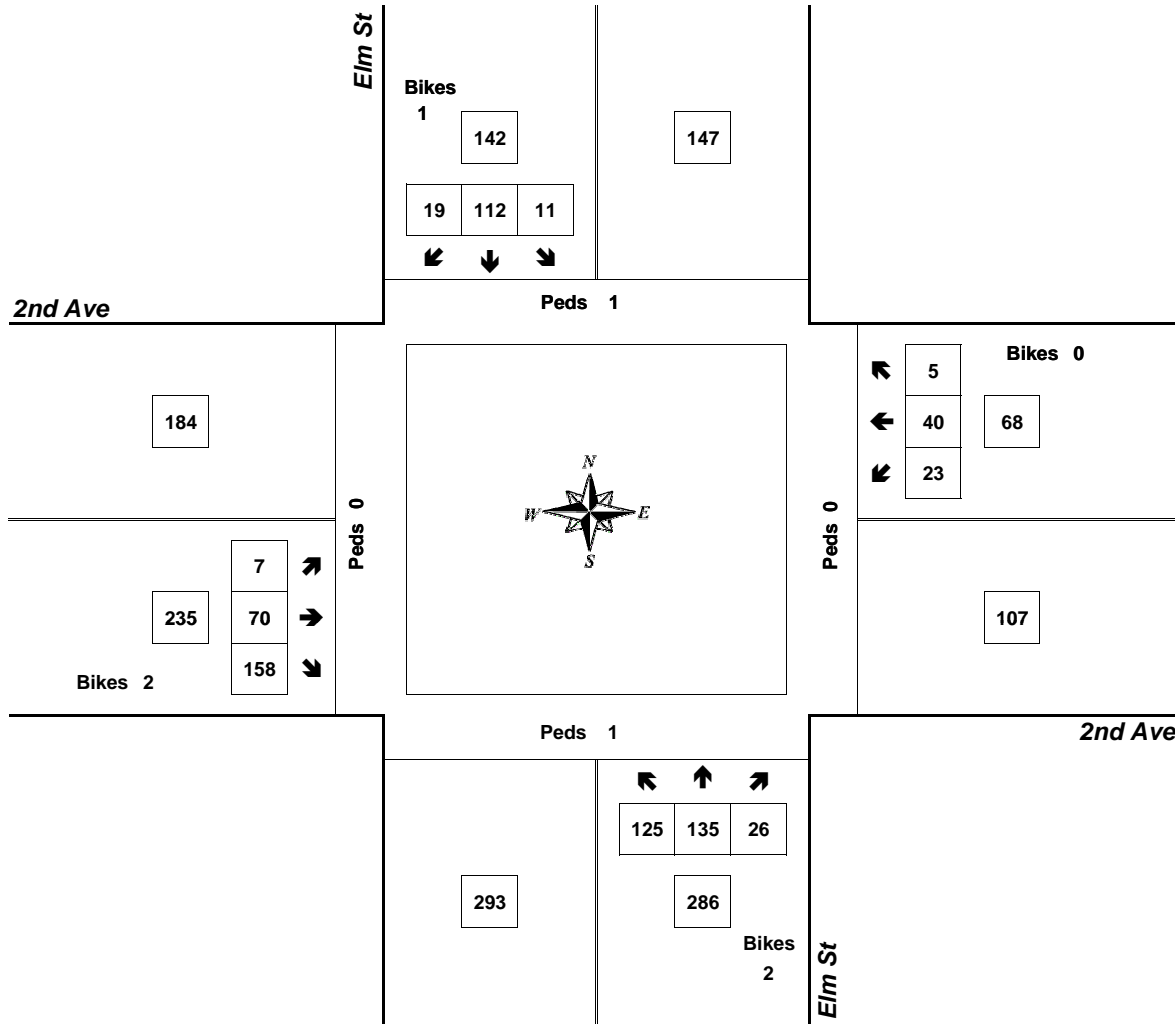 Elm St
Bikes
1
142
147
19 112 11
Peds 1
2nd Ave
Bikes 0
5
184
40
68
23
N
W E
S
Peds 0
Peds 0
7
235
70
107
158
Bikes 2
Peds 1
2nd Ave
125 135 26
293
286
Bikes
2
Elm St